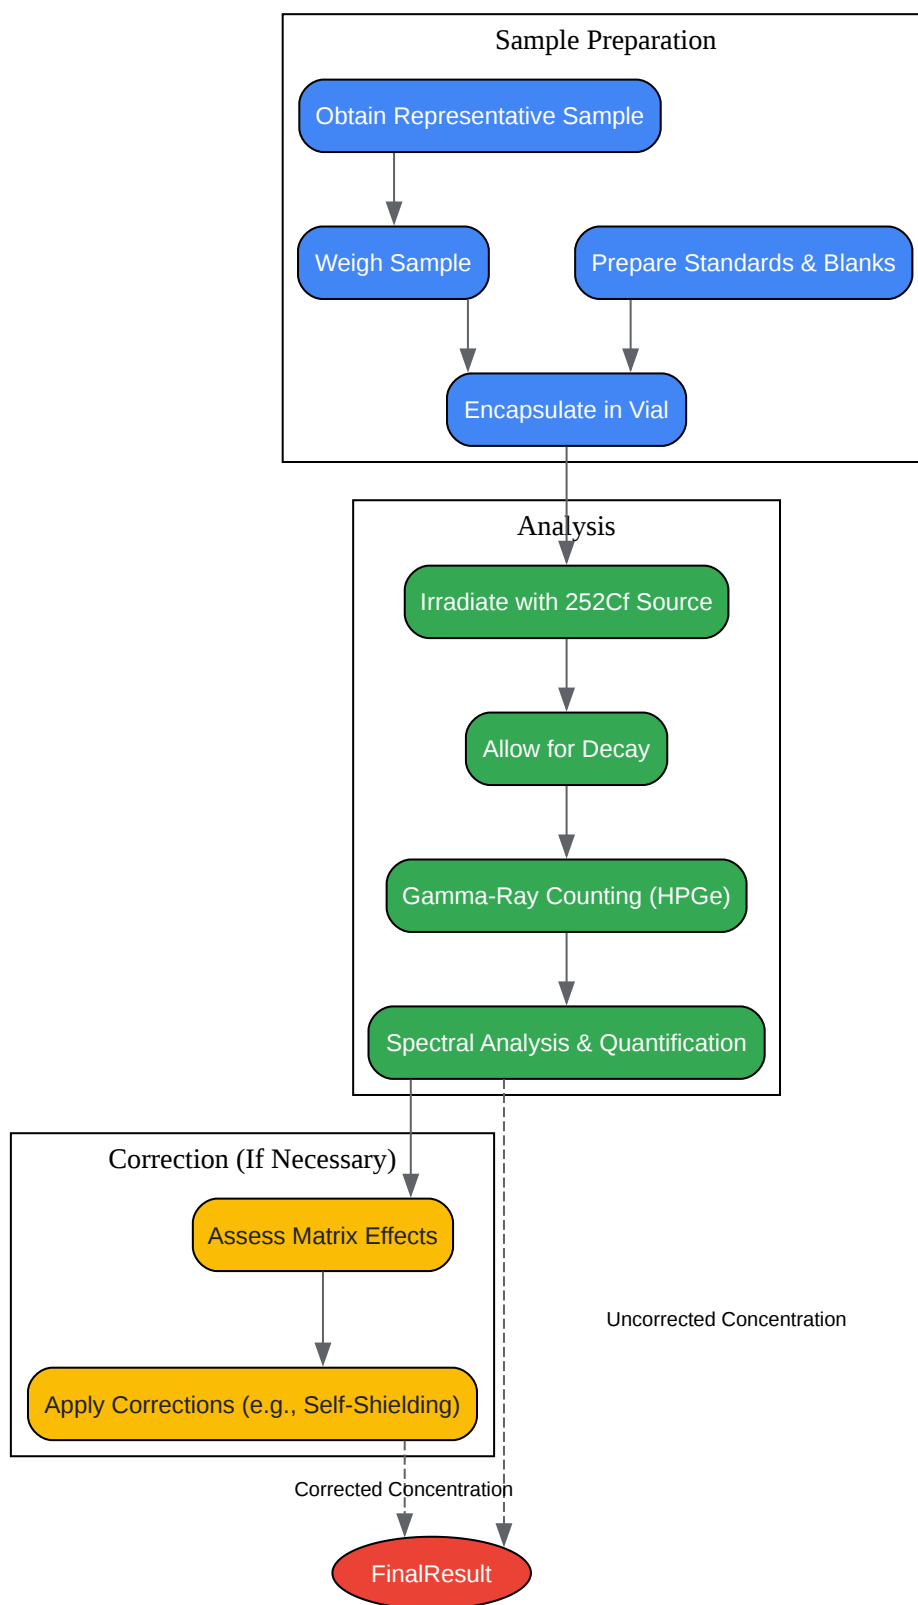 Sample Preparation
Obtain Representative Sample
Weigh Sample
Prepare Standards & Blanks
Encapsulate in Vial
Analysis
Irradiate with 252Cf Source
Allow for Decay
Gamma-Ray Counting (HPGe)
Spectral Analysis & Quantification
Correction (If Necessary)
Assess Matrix Effects
Uncorrected Concentration
Apply Corrections (e.g., Self-Shielding)
Corrected Concentration
FinalResult